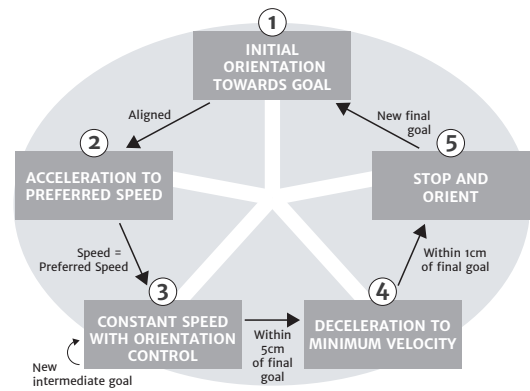 1
INITIAL
ORIENTATION
TOWARDS GOAL
Aligned
2
ACCELERATION TO
PREFERRED SPEED
Speed =
Preferred Speed
3
CONSTANT SPEED
WITH ORIENTATION
CONTROL
New
intermediate goal
Within
5cm
of final
goal
4
DECELERATION TO
MINIMUM VELOCITY
Within 1cm
of final goal
5
STOP AND
ORIENT
New final
goal